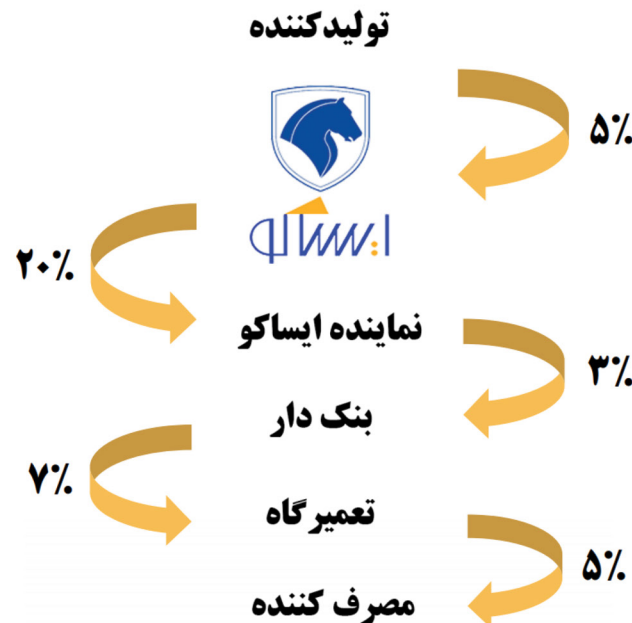 تولیدکننده
۵٪
ایساکو
۲۰٪
نماینده ایساکو
۳٪
بنک دار
۷٪
تعمیرگاه
۵٪
مصرف کننده